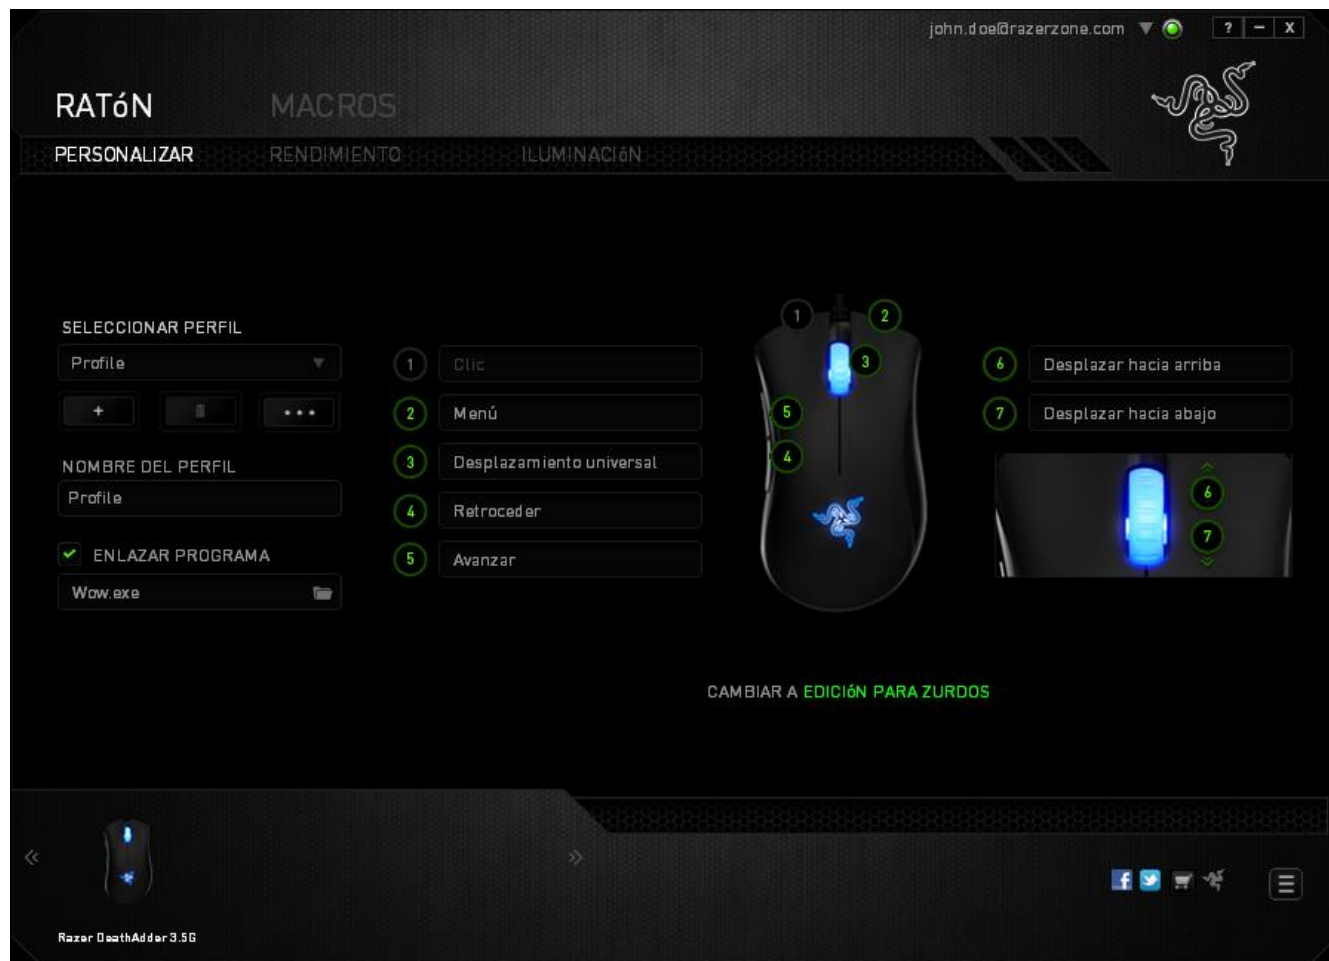 john.doe@razerzone.com
? — X
RATóN MACROS
PERSONALIZAR RENDIMIENTO ILUMINACIóN
SELECCIONAR PERFIL
Profile
+ •••
NOMBRE DEL PERFIL
Profile
ENLAZAR PROGRAMA
Wow.exe
1 Clic
2 Menú
3 Desplazamiento universal
4 Retroceder
5 Avanzar
1 2
3
5
4
6 Desplazar hacia arriba
7 Desplazar hacia abajo
6
7
CAMBIAR A EDICIóN PARA ZURDOS
Razer DeathAdder 3.5G